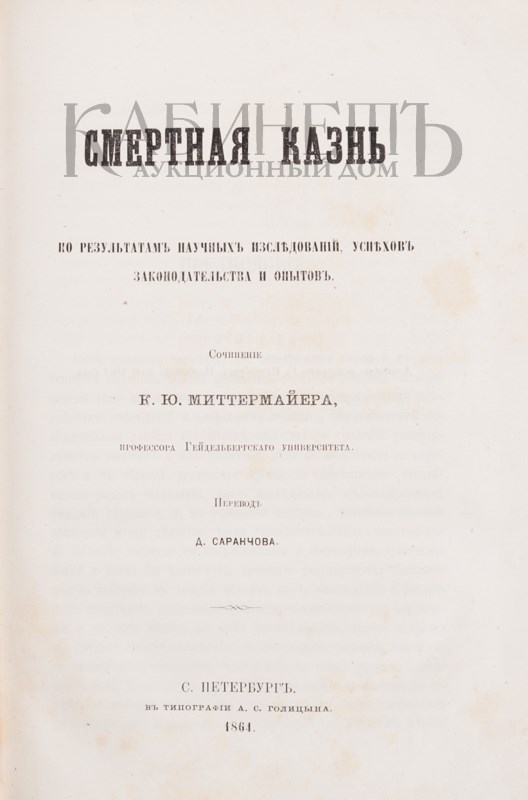 КАБИНЕТЪ
СМЕРТНАЯ КАЗНЬ
АУКЦИОННЫЙ ДОМ
ПО РЕЗУЛЬТАТАМЪ НАУЧНЫХЪ ИЗСЛѢДОВАНІЙ, УСПѢХОВЪ
ЗАКОНОДАТЕЛЬСТВА И ОПЫТОВЪ.
Сочиненіе
К. Ю. МИТТЕРМАЙЕРА,
профессора Гейдельбергскаго университета.
Переводъ
Д. САРАНЧОВА.
С. ПЕТЕРБУРГЪ.
ВЪ ТИПОГРАФІИ А. С. ГОЛИЦЫНА.
1864.